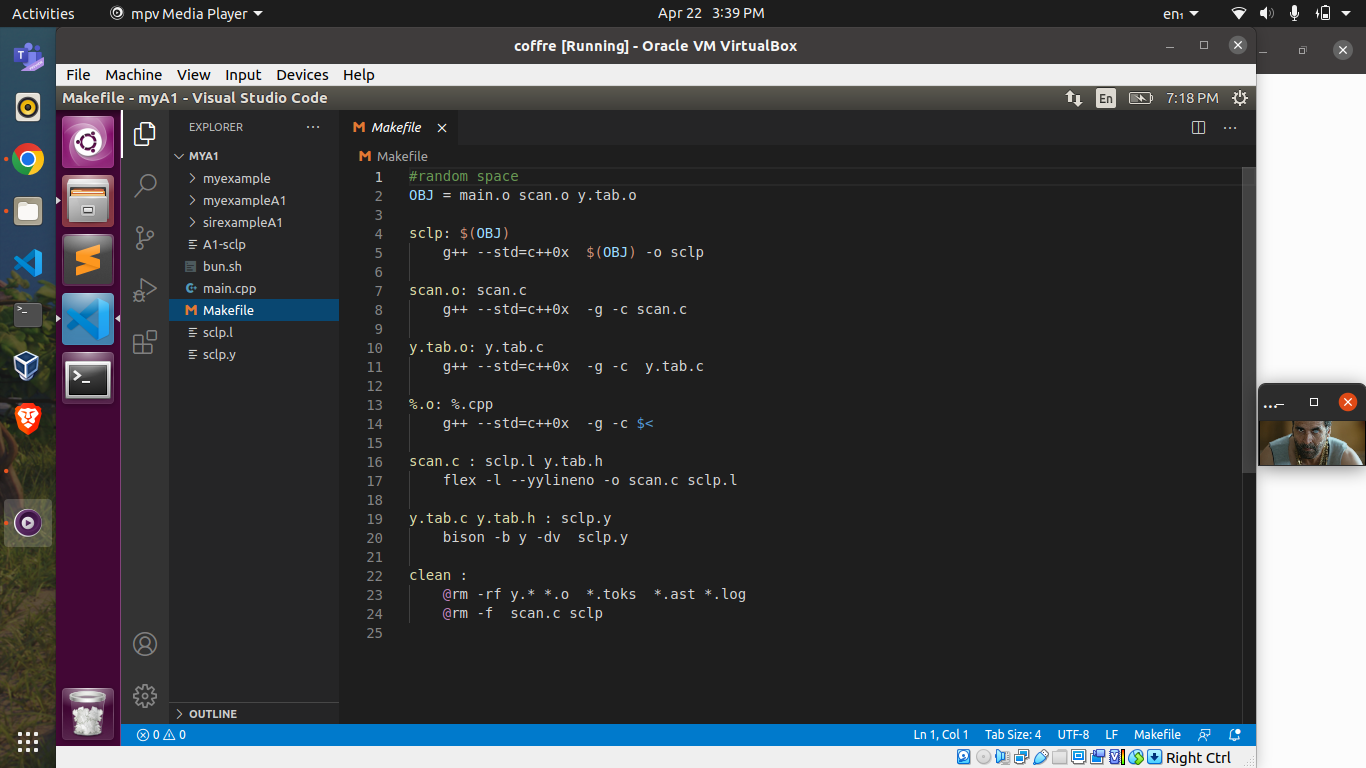 Activities mpv Media Player Apr 22 3:39 PM en₁
coffre [Running] - Oracle VM VirtualBox
File Machine View Input Devices Help
Makefile - myA1 - Visual Studio Code En 7:18 PM
EXPLORER ... Makefile ...
MYA1 Makefile
myexample
myexampleA1
sirexampleA1
A1-sclp
bun.sh
main.cpp
Makefile
sclp.l
sclp.y
1 #random space
2 OBJ = main.o scan.o y.tab.o
3
4 sclp: $(OBJ)
5 g++ --std=c++0x  $(OBJ) -o sclp
6
7 scan.o: scan.c
8 g++ --std=c++0x  -g -c scan.c
9
10 y.tab.o: y.tab.c
11 g++ --std=c++0x  -g -c  y.tab.c
12
13 %.o: %.cpp
14 g++ --std=c++0x  -g -c $<
15
16 scan.c : sclp.l y.tab.h
17 flex -l --yylineno -o scan.c sclp.l
18
19 y.tab.c y.tab.h : sclp.y
20 bison -b y -dv  sclp.y
21
22 clean :
23 @rm -rf y.* *.o  *.toks  *.ast *.log
24 @rm -f  scan.c sclp
25
OUTLINE
0 0 Ln 1, Col 1 Tab Size: 4 UTF-8 LF Makefile
Right Ctrl
...